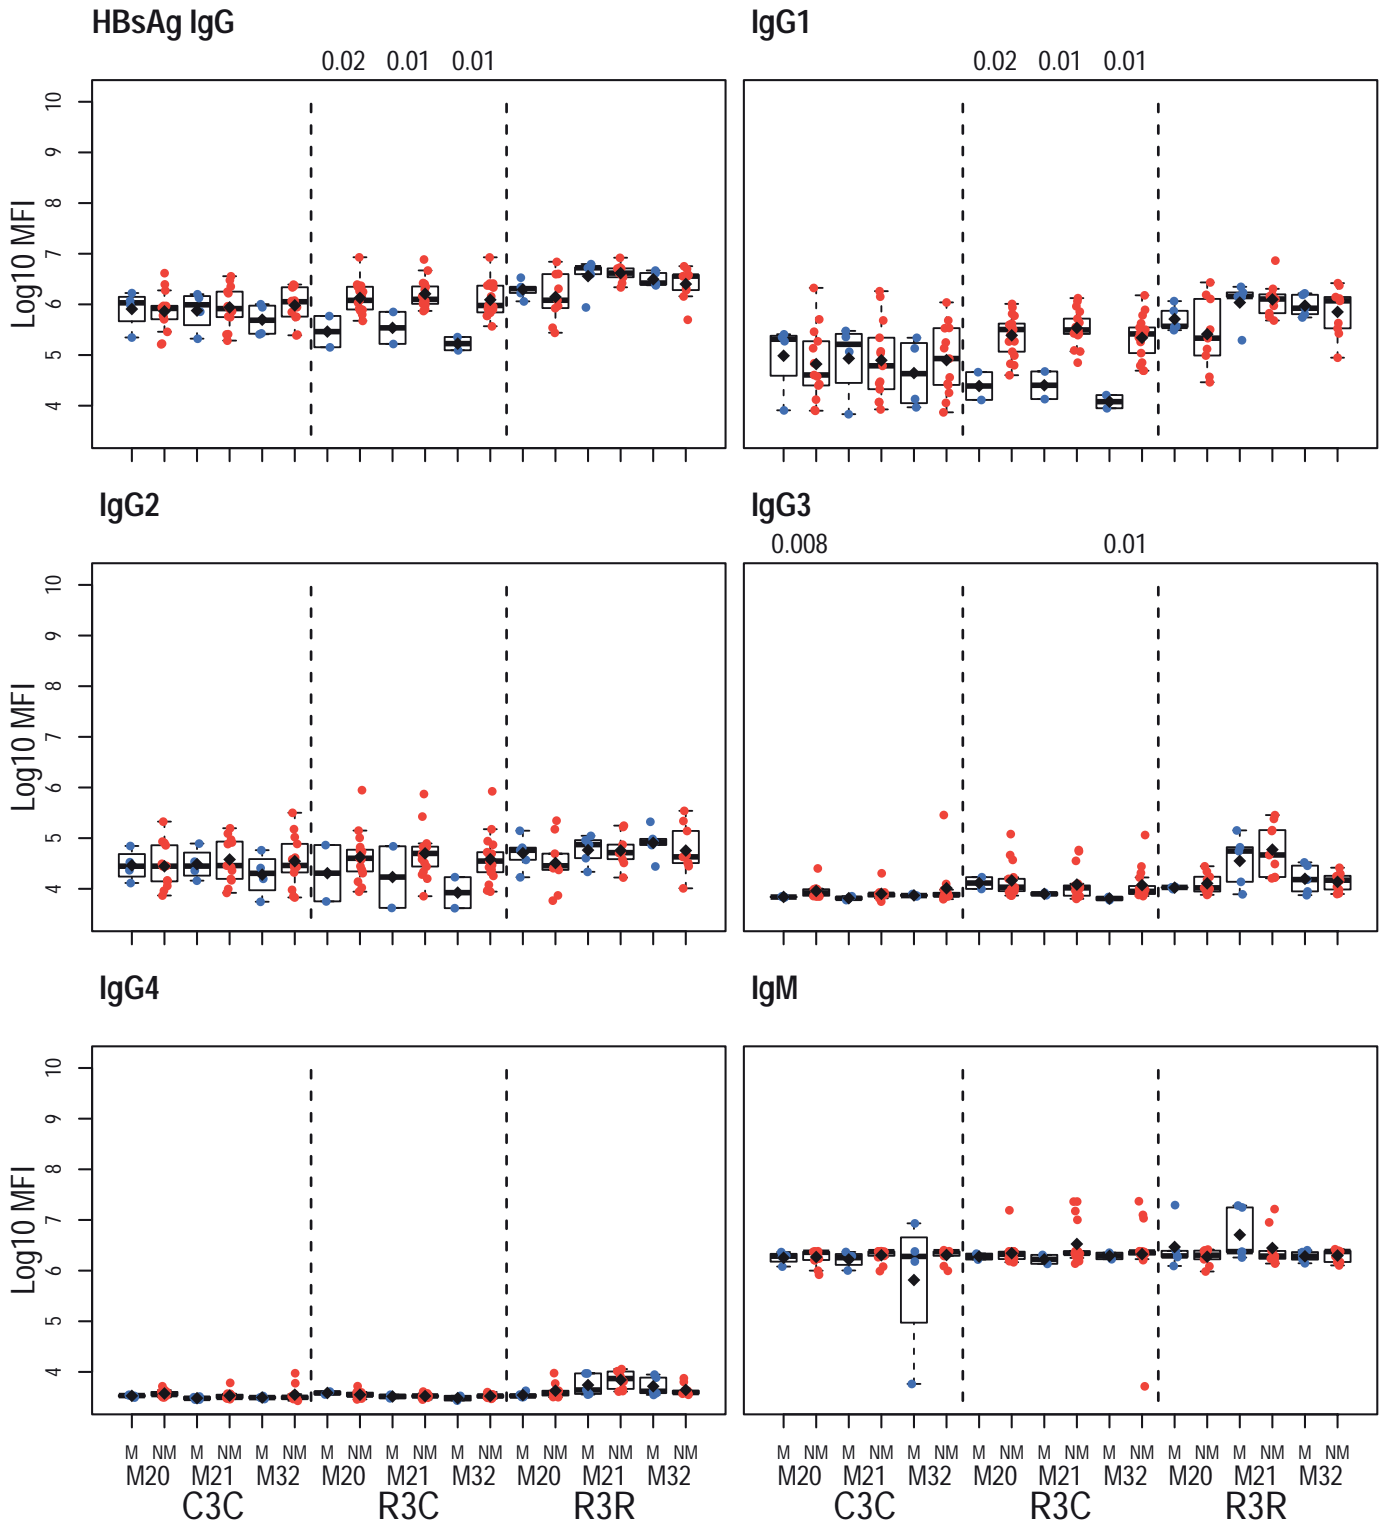 HBsAg IgG
IgG1
0.02 0.01 0.01
0.02 0.01 0.01
Log10 MFI
10
9
8
7
6
5
4
IgG2
IgG3
0.008 0.01
Log10 MFI
10
9
8
7
6
5
4
IgG4
IgM
Log10 MFI
10
9
8
7
6
5
4
M NM M NM M NM M NM M NM M NM M NM M NM M NM
M20 M21 M32 M20 M21 M32 M20 M21 M32
C3C R3C R3R
M NM M NM M NM M NM M NM M NM M NM M NM M NM
M20 M21 M32 M20 M21 M32 M20 M21 M32
C3C R3C R3R